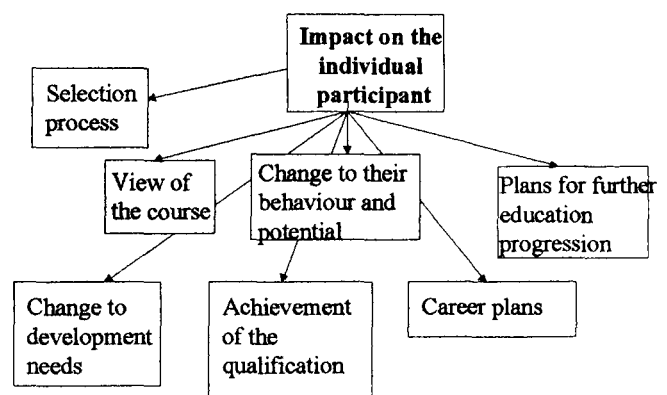 Impact on the
individual
participant
Selection
process
View of
the course
Change to their
behaviour and
potential
Plans for further
education
progression
Change to
development
needs
Achievement
of the
qualification
Career plans